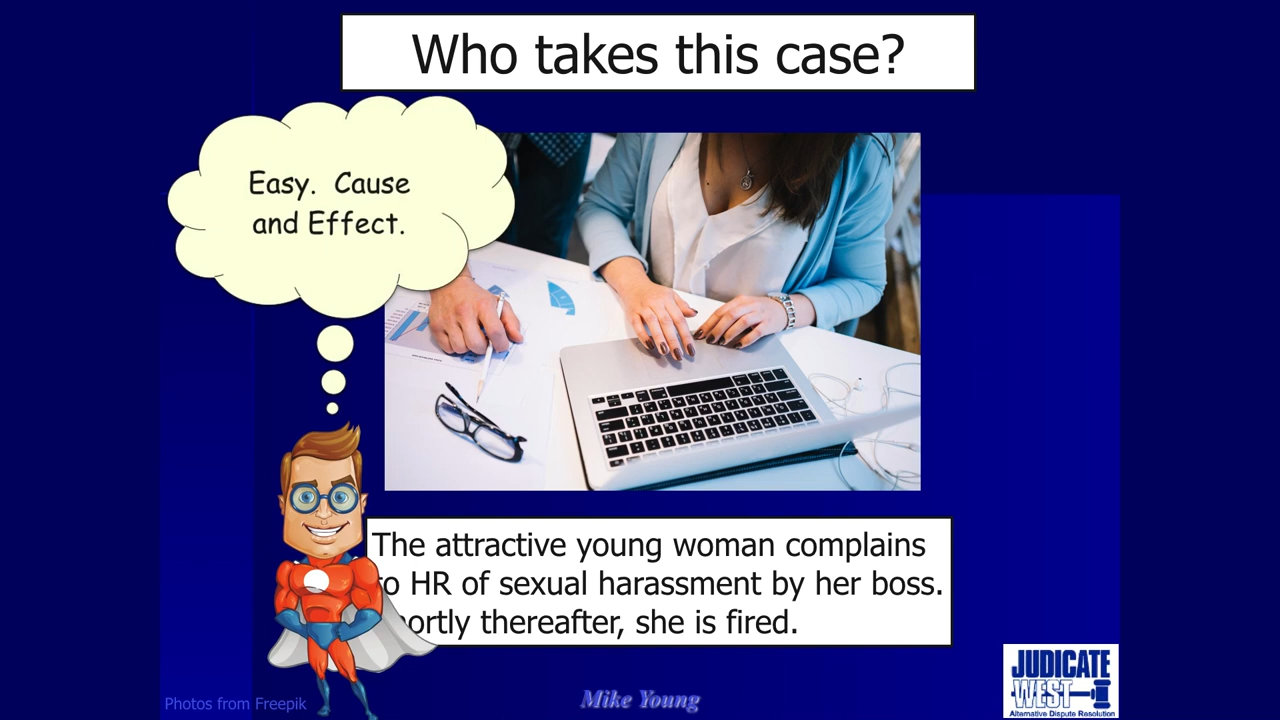 Who takes this case?
Easy. Cause
and Effect.
The attractive young woman complains
o HR of sexual harassment by her boss.
ortly thereafter, she is fired.
Photos from Freepik
Mike Young
JUDICATE
WEST
Alternative Dispute Resolution